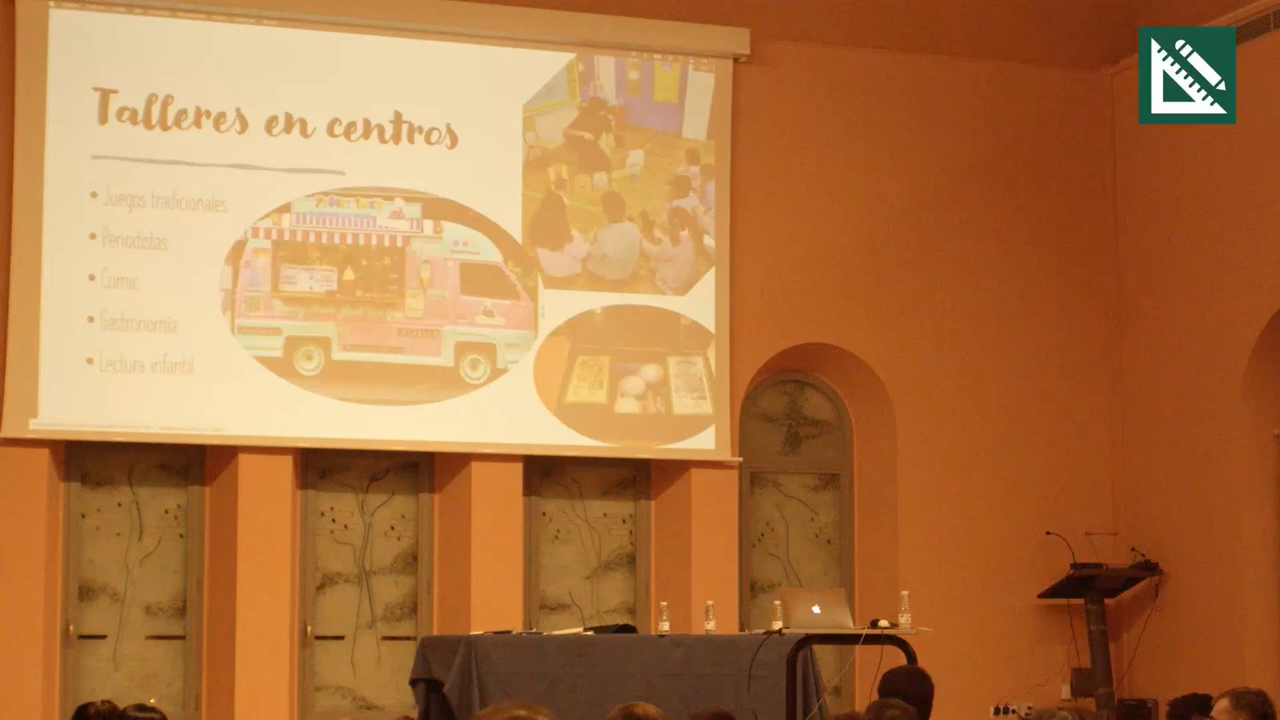 Talleres en centros
• Juegos tradicionales
• Periodistas
• Comic
• Gastronomía
• Lectura infantil